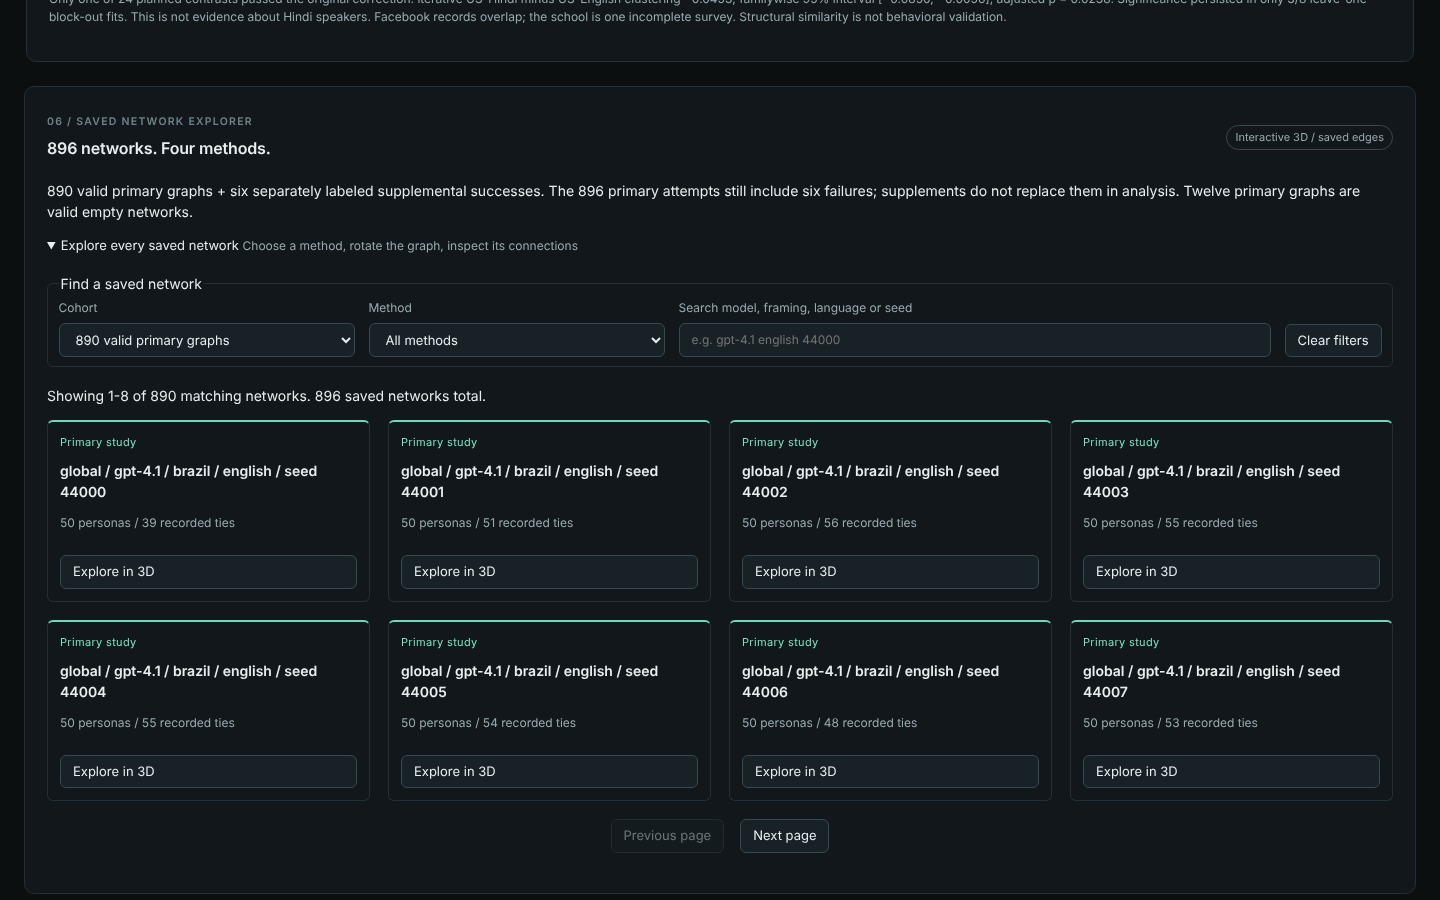 block-out fits. This is not evidence about Hindi speakers. Facebook records overlap; the school is one incomplete survey. Structural similarity is not behavioral validation.
06 / SAVED NETWORK EXPLORER
896 networks. Four methods.
Interactive 3D / saved edges
890 valid primary graphs + six separately labeled supplemental successes. The 896 primary attempts still include six failures; supplements do not replace them in analysis. Twelve primary graphs are
valid empty networks.
▼ Explore every saved network Choose a method, rotate the graph, inspect its connections
Find a saved network
Cohort
Method
Search model, framing, language or seed
890 valid primary graphs
All methods
e.g. gpt-4.1 english 44000
Clear filters
Showing 1-8 of 890 matching networks. 896 saved networks total.
Primary study
global / gpt-4.1 / brazil / english / seed
44000
50 personas / 39 recorded ties
Explore in 3D
Primary study
global / gpt-4.1 / brazil / english / seed
44001
50 personas / 51 recorded ties
Explore in 3D
Primary study
global / gpt-4.1 / brazil / english / seed
44002
50 personas / 56 recorded ties
Explore in 3D
Primary study
global / gpt-4.1 / brazil / english / seed
44003
50 personas / 55 recorded ties
Explore in 3D
Primary study
global / gpt-4.1 / brazil / english / seed
44004
50 personas / 55 recorded ties
Explore in 3D
Primary study
global / gpt-4.1 / brazil / english / seed
44005
50 personas / 54 recorded ties
Explore in 3D
Primary study
global / gpt-4.1 / brazil / english / seed
44006
50 personas / 48 recorded ties
Explore in 3D
Primary study
global / gpt-4.1 / brazil / english / seed
44007
50 personas / 53 recorded ties
Explore in 3D
Previous page
Next page